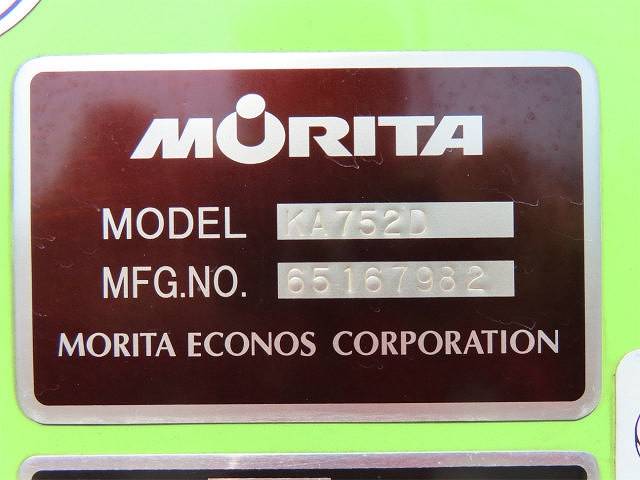 MORITA
MODEL KA752D
MFG.NO. 65167982
MORITA ECONOS CORPORATION